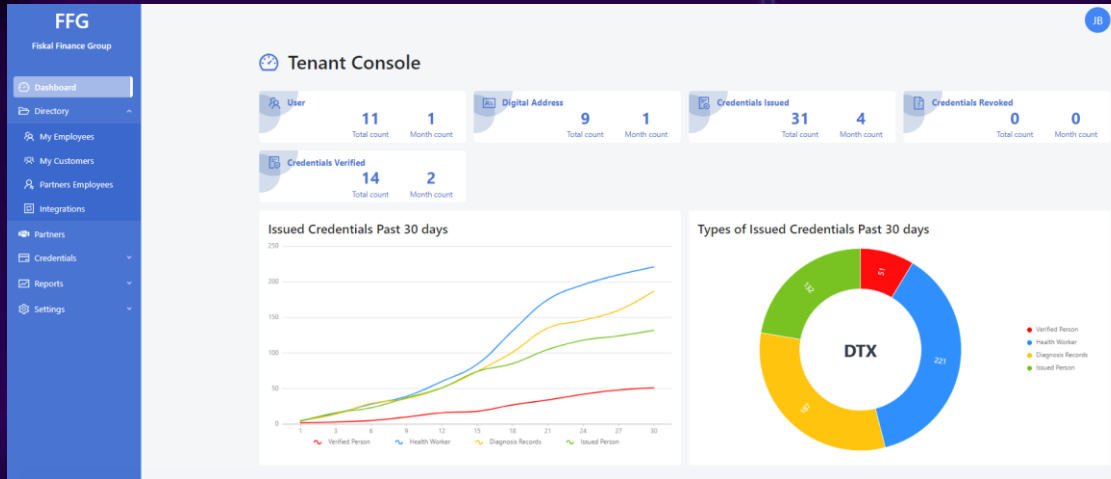 FFG
Fiskal Finance Group
Dashboard
Directory
My Employees
My Customers
Partners Employees
Integrations
Partners
Credentials
Reports
Settings
JB
Tenant Console
User
11 1
Total count Month count
Digital Address
9 1
Total count Month count
Credentials Issued
31 4
Total count Month count
Credentials Revoked
0 0
Total count Month count
Credentials Verified
14 2
Total count Month count
Issued Credentials Past 30 days
250
200
150
100
50
0
1 3 6 9 12 15 18 21 24 27 30
Verified Person Health Worker Diagnosis Records Issued Person
Types of Issued Credentials Past 30 days
51
132
221
187
DTX
Verified Person
Health Worker
Diagnosis Records
Issued Person